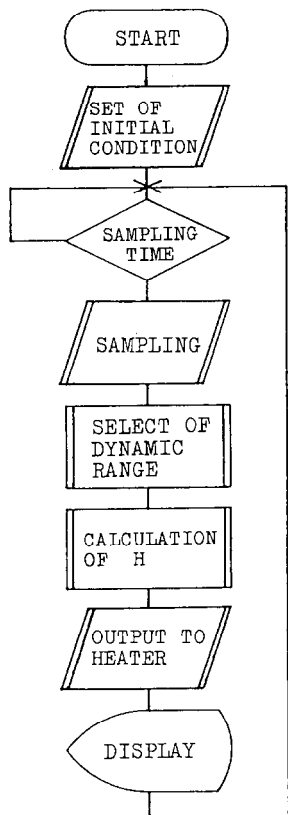 START
SET OF
INITIAL
CONDITION
SAMPLING
TIME
SAMPLING
SELECT OF
DYNAMIC
RANGE
CALCULATION
OF H
OUTPUT TO
HEATER
DISPLAY